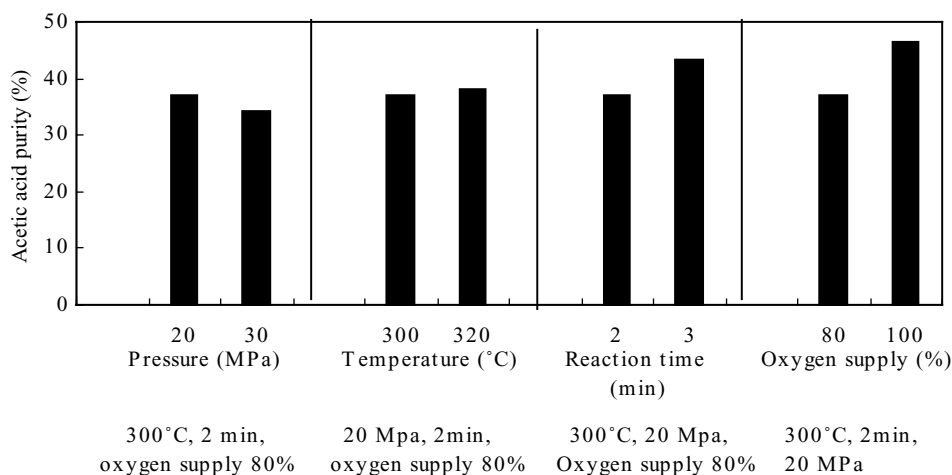 Acetic acid purity (%)
50
40
30
20
10
0
20 30
Pressure (MPa)
300 320
Temperature (˚C)
2 3
Reaction time
(min)
80 100
Oxygen supply (%)
300˚C, 2 min,
oxygen supply 80%
20 Mpa, 2min,
oxygen supply 80%
300˚C, 20 Mpa,
Oxygen supply 80%
300˚C, 2min,
20 MPa